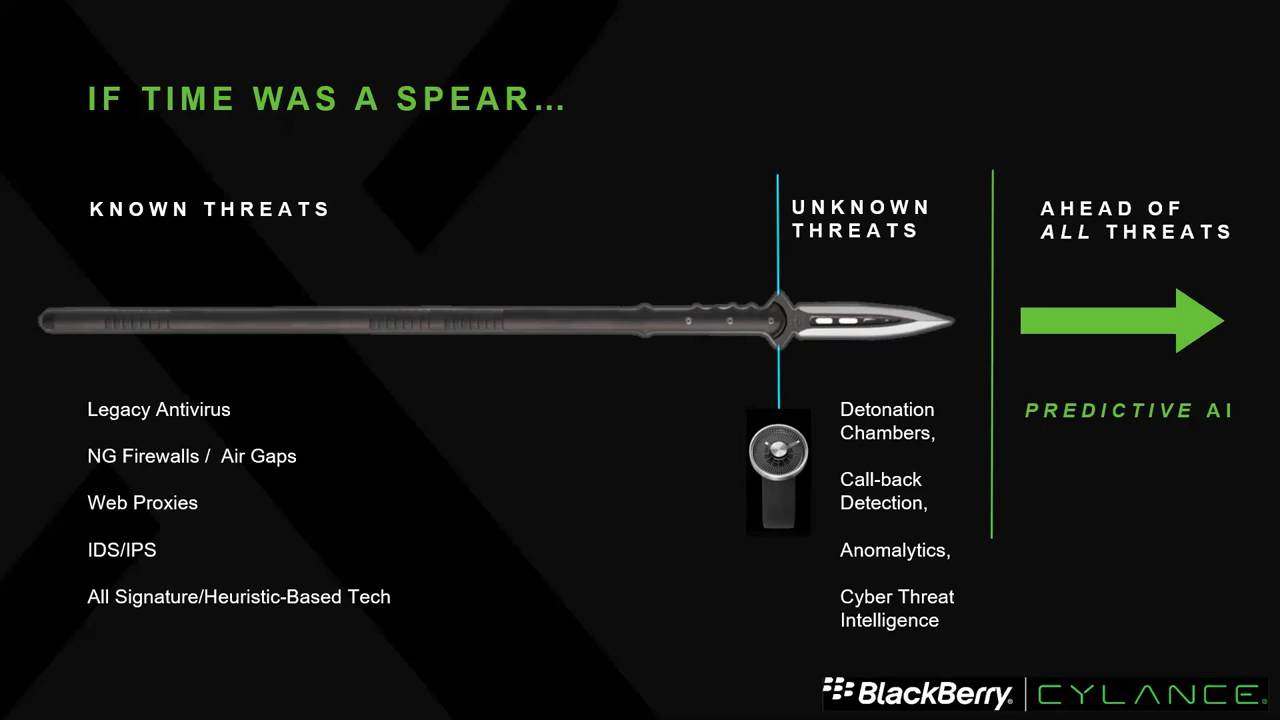 IF TIME WAS A SPEAR...
KNOWN THREATS
UNKNOWN
THREATS
AHEAD OF
ALL THREATS
Legacy Antivirus
NG Firewalls /  Air Gaps
Web Proxies
IDS/IPS
All Signature/Heuristic-Based Tech
Detonation
Chambers,
Call-back
Detection,
Anomalytics,
Cyber Threat
Intelligence
PREDICTIVE AI
BlackBerry® | CYLANCE®